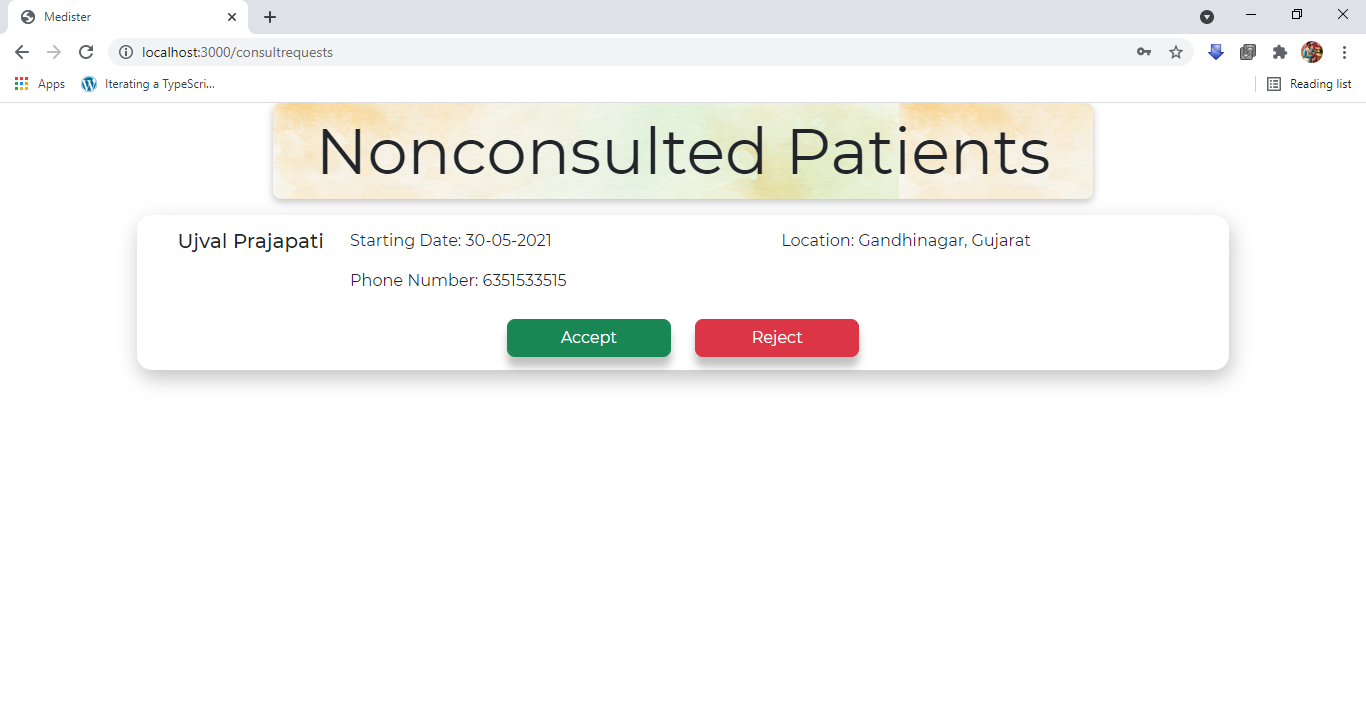 Medister
localhost:3000/consultrequests
Apps Iterating a TypeScri... Reading list
Nonconsulted Patients
Ujval Prajapati Starting Date: 30-05-2021 Location: Gandhinagar, Gujarat
Phone Number: 6351533515
Accept Reject